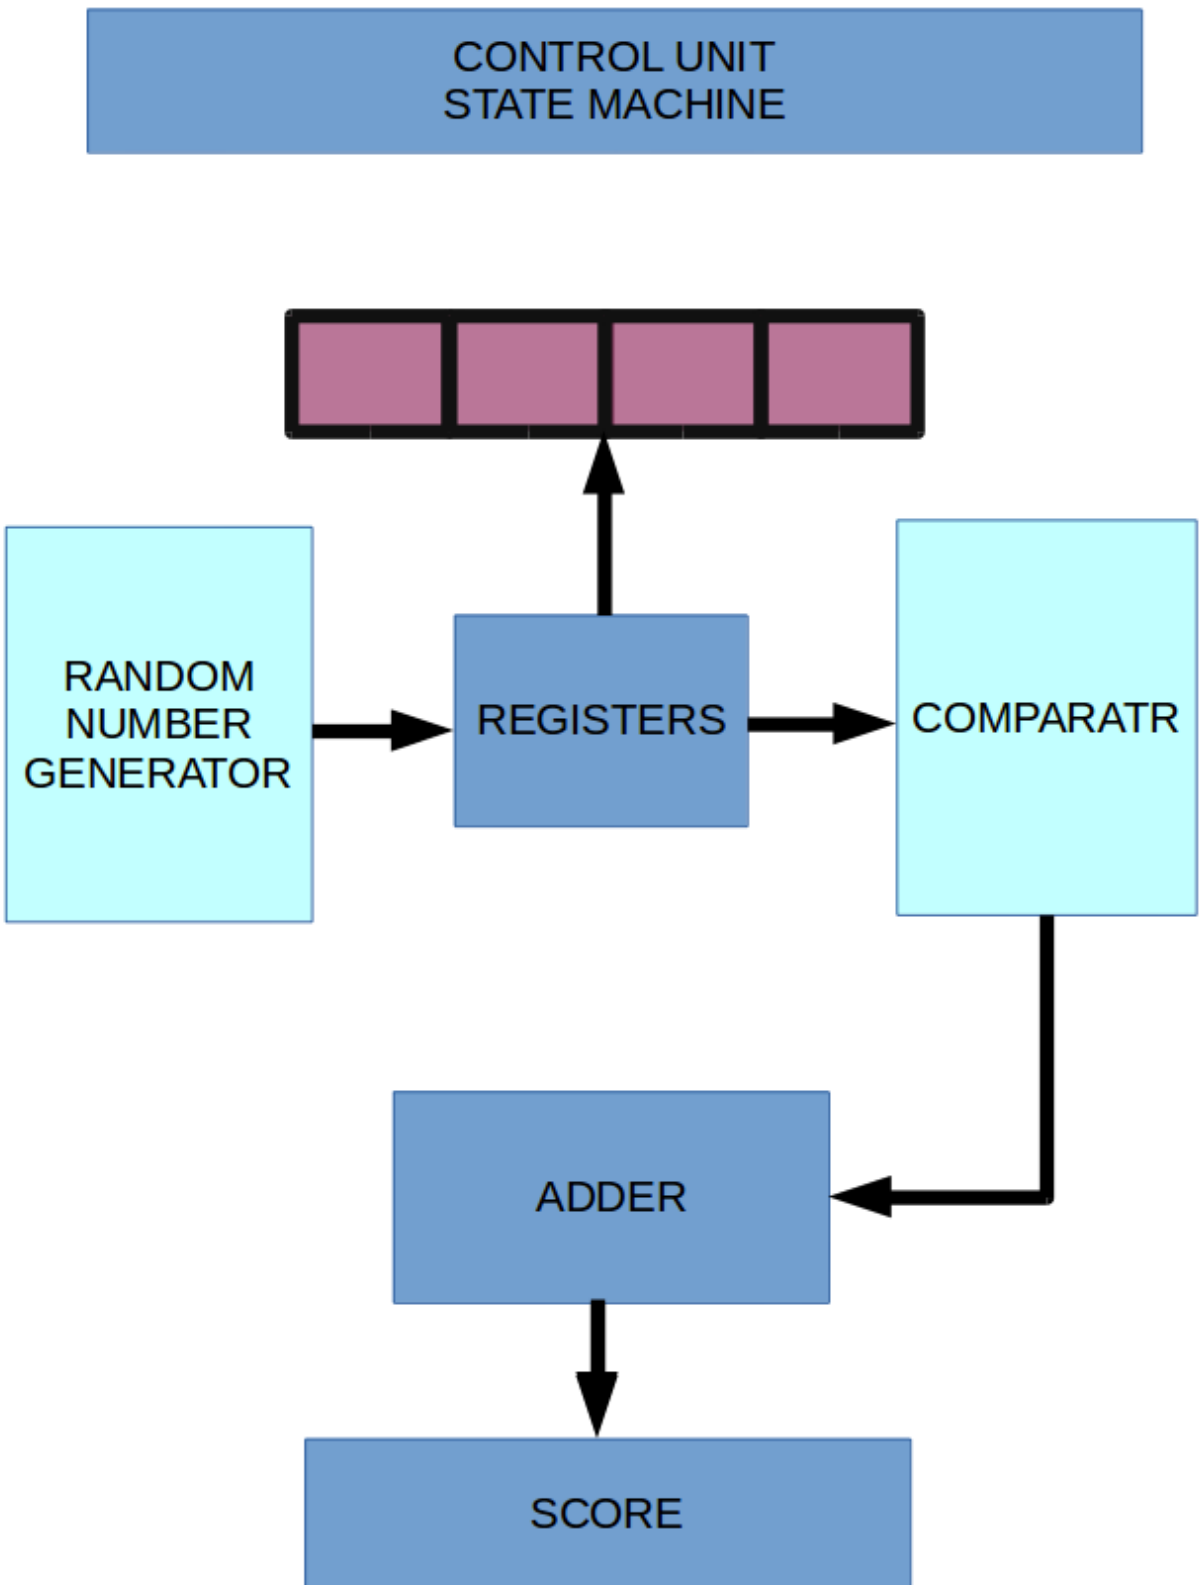 CONTROL UNIT
STATE MACHINE
RANDOM
NUMBER
GENERATOR
REGISTERS
COMPARATR
ADDER
SCORE